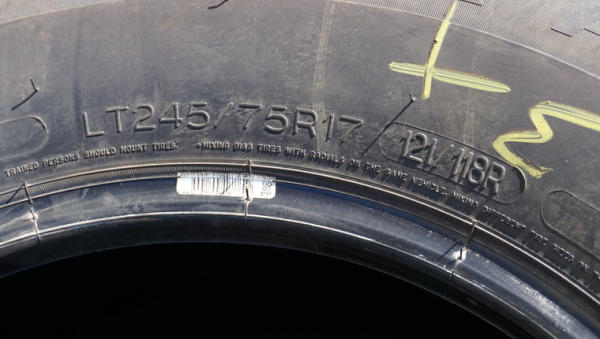 LT245/75R17 121/118R
TRAINED PERSONS SHOULD MOUNT TIRES. •MIXING BIAS TIRES WITH RADIALS ON THE SAME VEHICLE, MIXING DIFFERENT TIRE